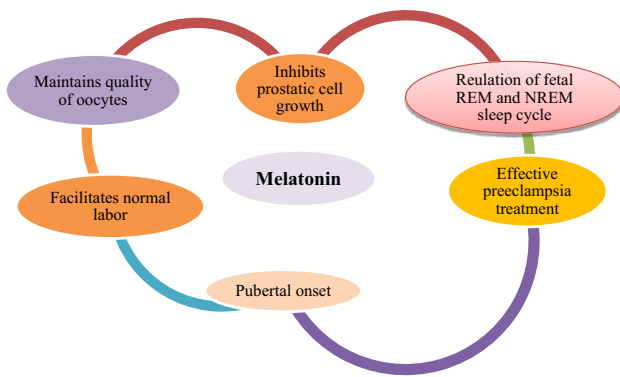 Maintains quality
of oocytes
Inhibits
prostatic cell
growth
Reulation of fetal
REM and NREM
sleep cycle
Melatonin
Facilitates normal
labor
Effective
preeclampsia
treatment
Pubertal onset